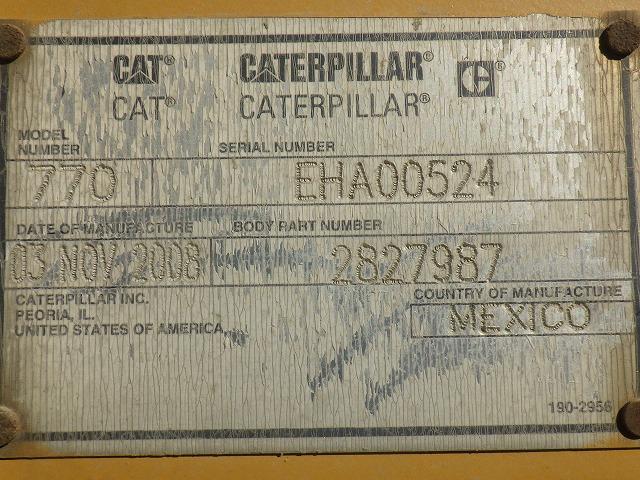 CAT® CATERPILLAR® CE®
CAT® CATERPILLAR®
MODEL NUMBER
SERIAL NUMBER
770
EHA00524
DATE OF MANUFACTURE
BODY PART NUMBER
03 NOV 2008
2827987
CATERPILLAR INC.
PEORIA, IL.
UNITED STATES OF AMERICA
COUNTRY OF MANUFACTURE
MEXICO
190-2956